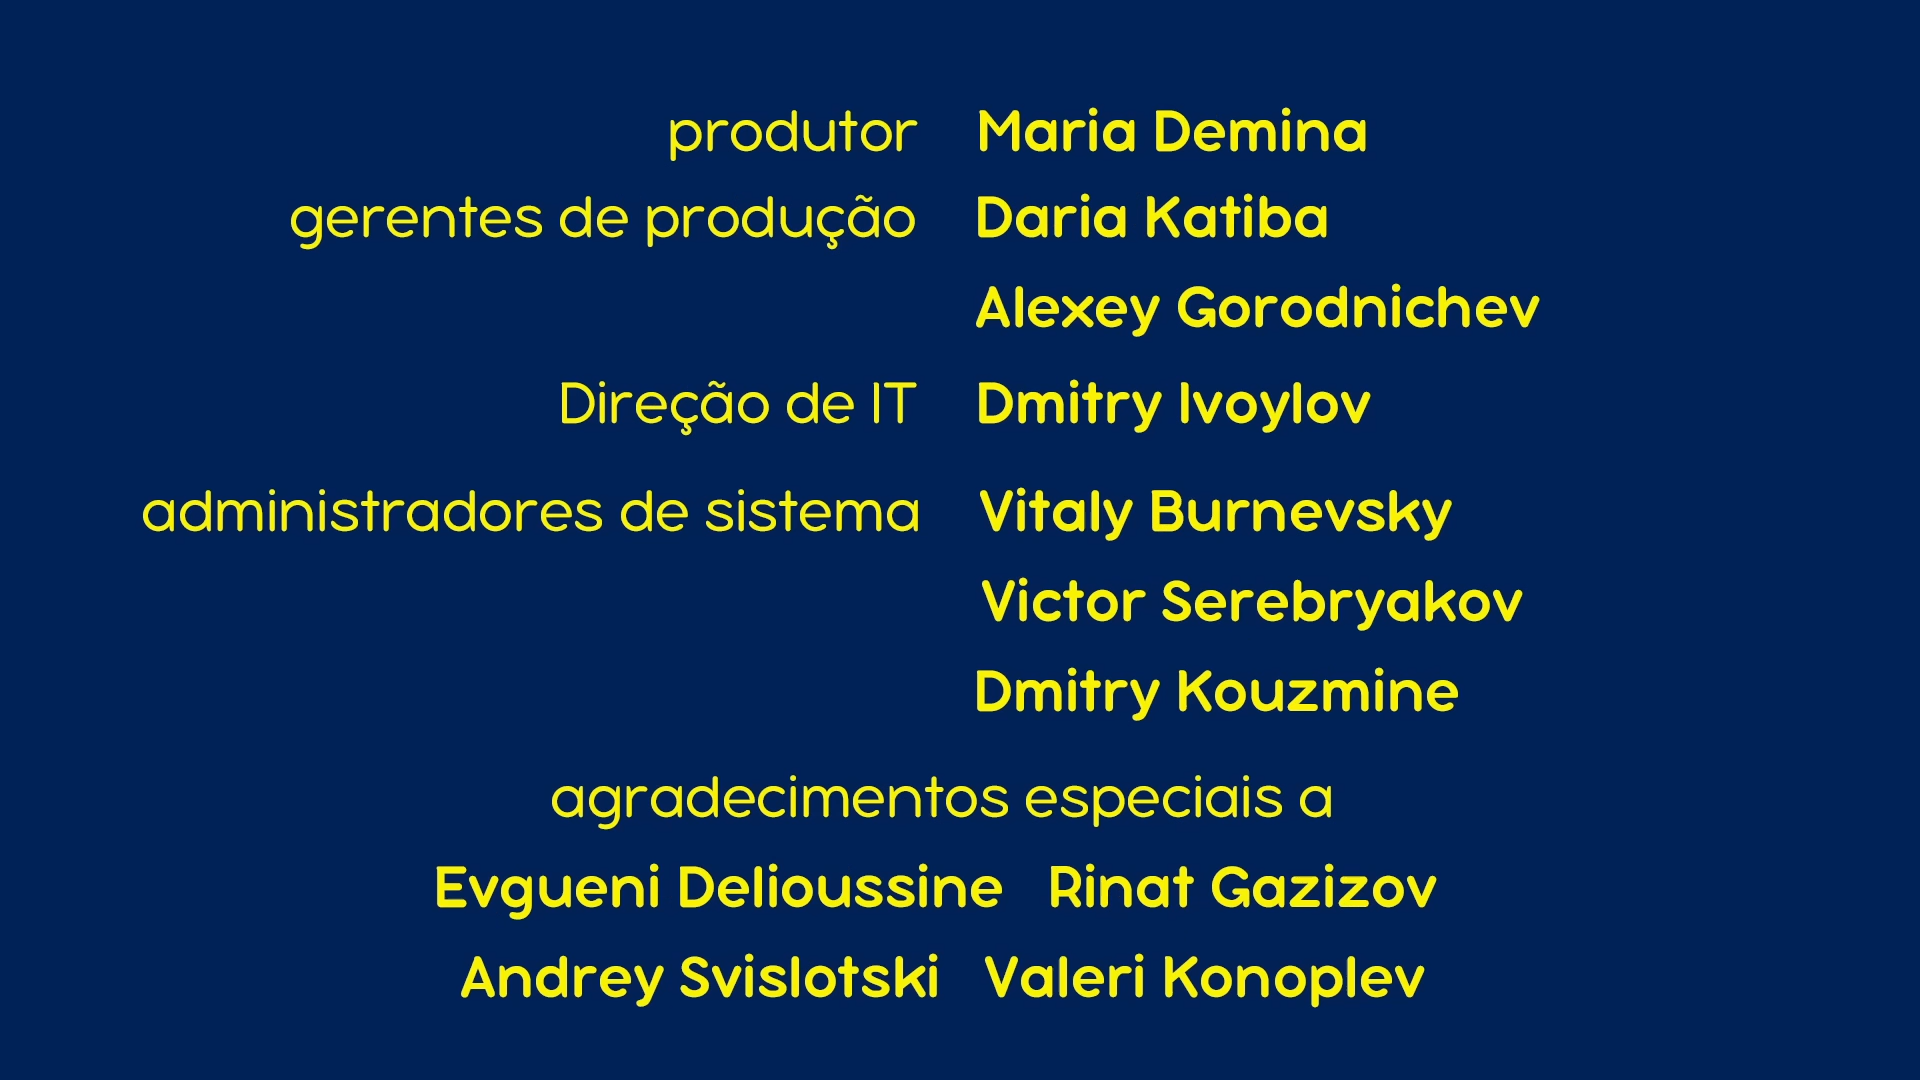 produtor Maria Demina
gerentes de produção Daria Katiba
Alexey Gorodnichev
Direção de IT Dmitry Ivoylov
administradores de sistema Vitaly Burnevsky
Victor Serebryakov
Dmitry Kouzmine
agradecimentos especiais a
Evgueni Delioussine Rinat Gazizov
Andrey Svislotski Valeri Konoplev